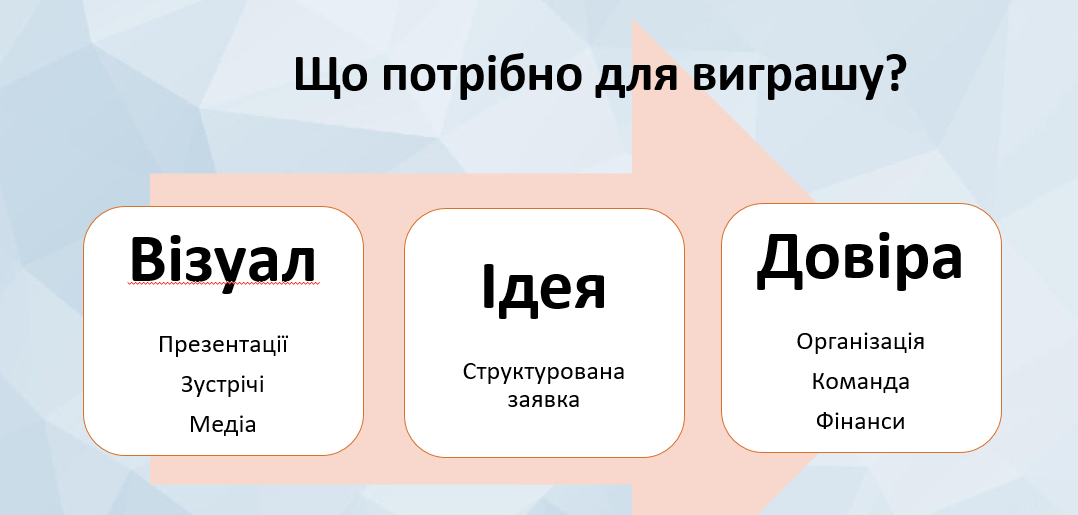 Що потрібно для виграшу?
Візуал
Презентації
Зустрічі
Медіа
Ідея
Структурована
заявка
Довіра
Організація
Команда
Фінанси